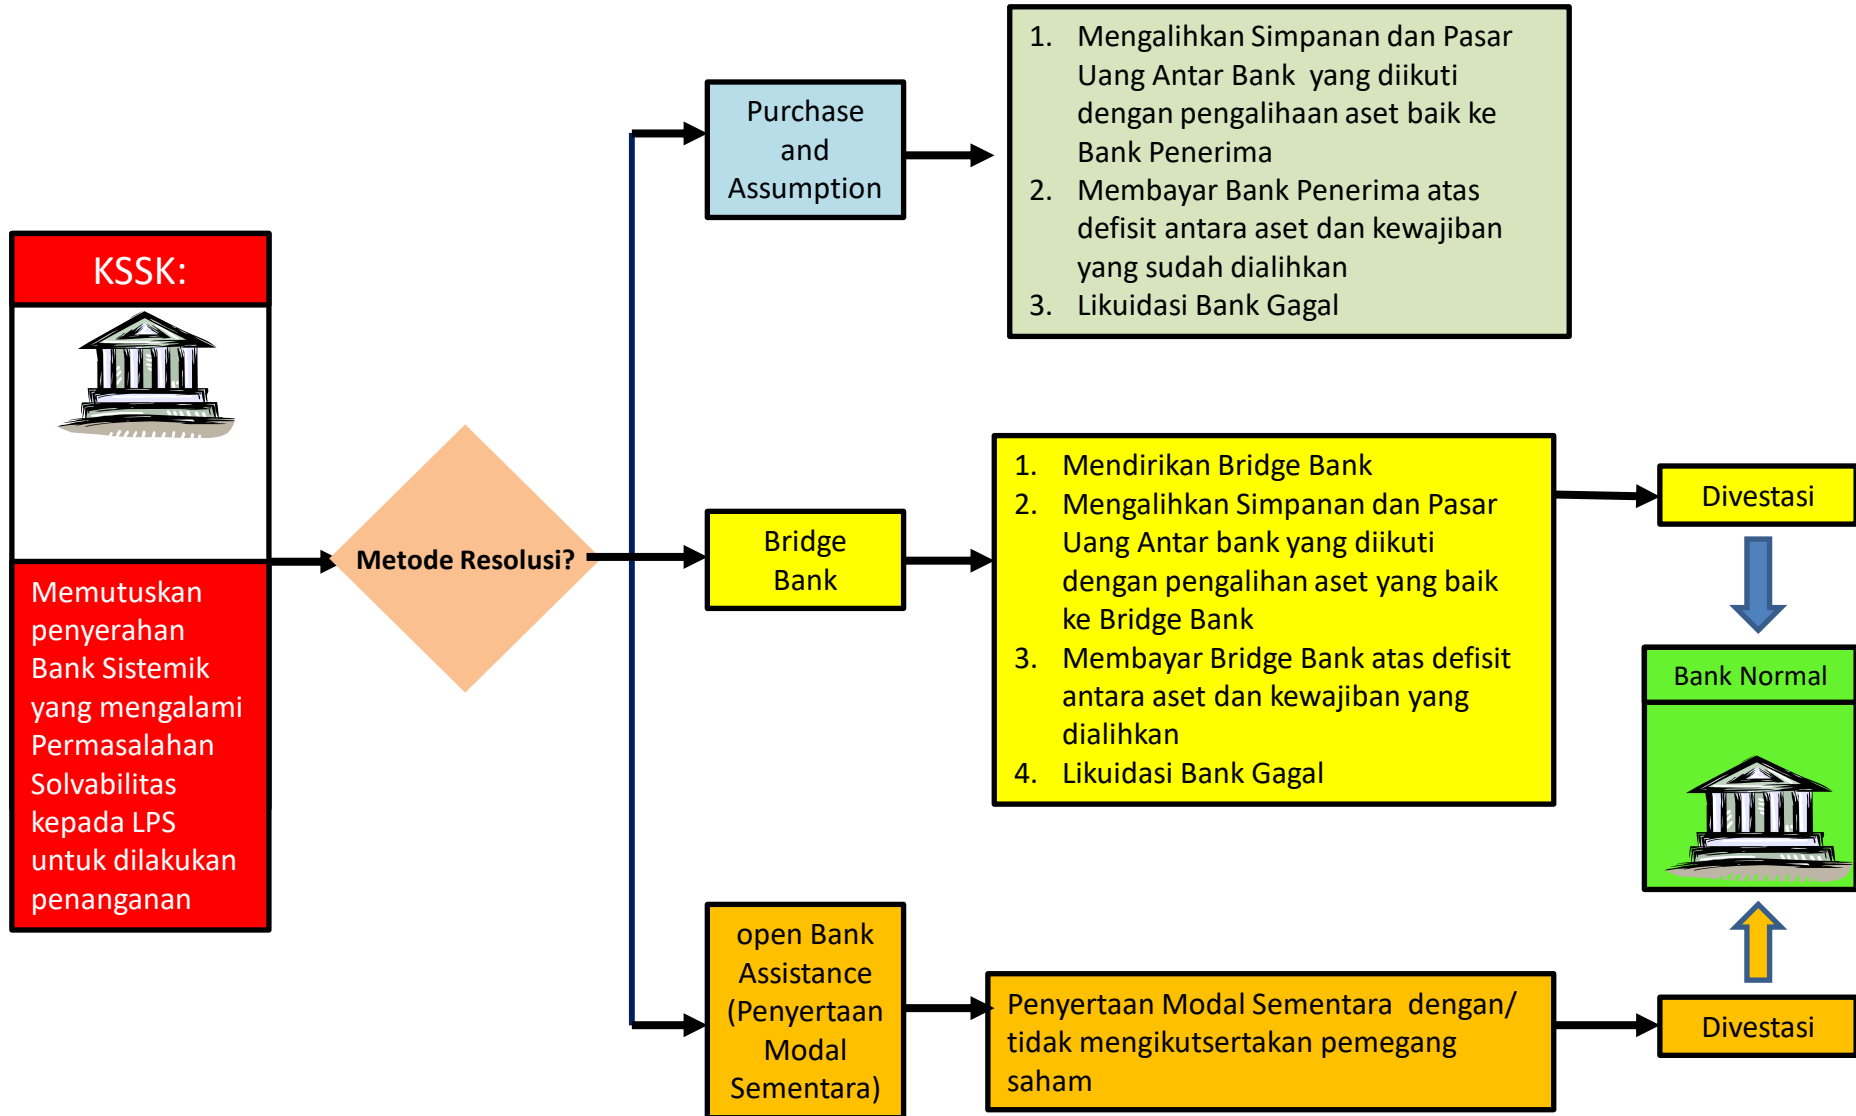 KSSK:
Memutuskan
penyerahan
Bank Sistemik
yang mengalami
Permasalahan
Solvabilitas
kepada LPS
untuk dilakukan
penanganan
Metode Resolusi?
Purchase
and
Assumption
1. Mengalihkan Simpanan dan Pasar
Uang Antar Bank yang diikuti
dengan pengalihaan aset baik ke
Bank Penerima
2. Membayar Bank Penerima atas
defisit antara aset dan kewajiban
yang sudah dialihkan
3. Likuidasi Bank Gagal
Bridge
Bank
1. Mendirikan Bridge Bank
2. Mengalihkan Simpanan dan Pasar
Uang Antar bank yang diikuti
dengan pengalihan aset yang baik
ke Bridge Bank
3. Membayar Bridge Bank atas defisit
antara aset dan kewajiban yang
dialihkan
4. Likuidasi Bank Gagal
Divestasi
Bank Normal
open Bank
Assistance
(Penyertaan
Modal
Sementara)
Penyertaan Modal Sementara dengan/
tidak mengikutsertakan pemegang
saham
Divestasi